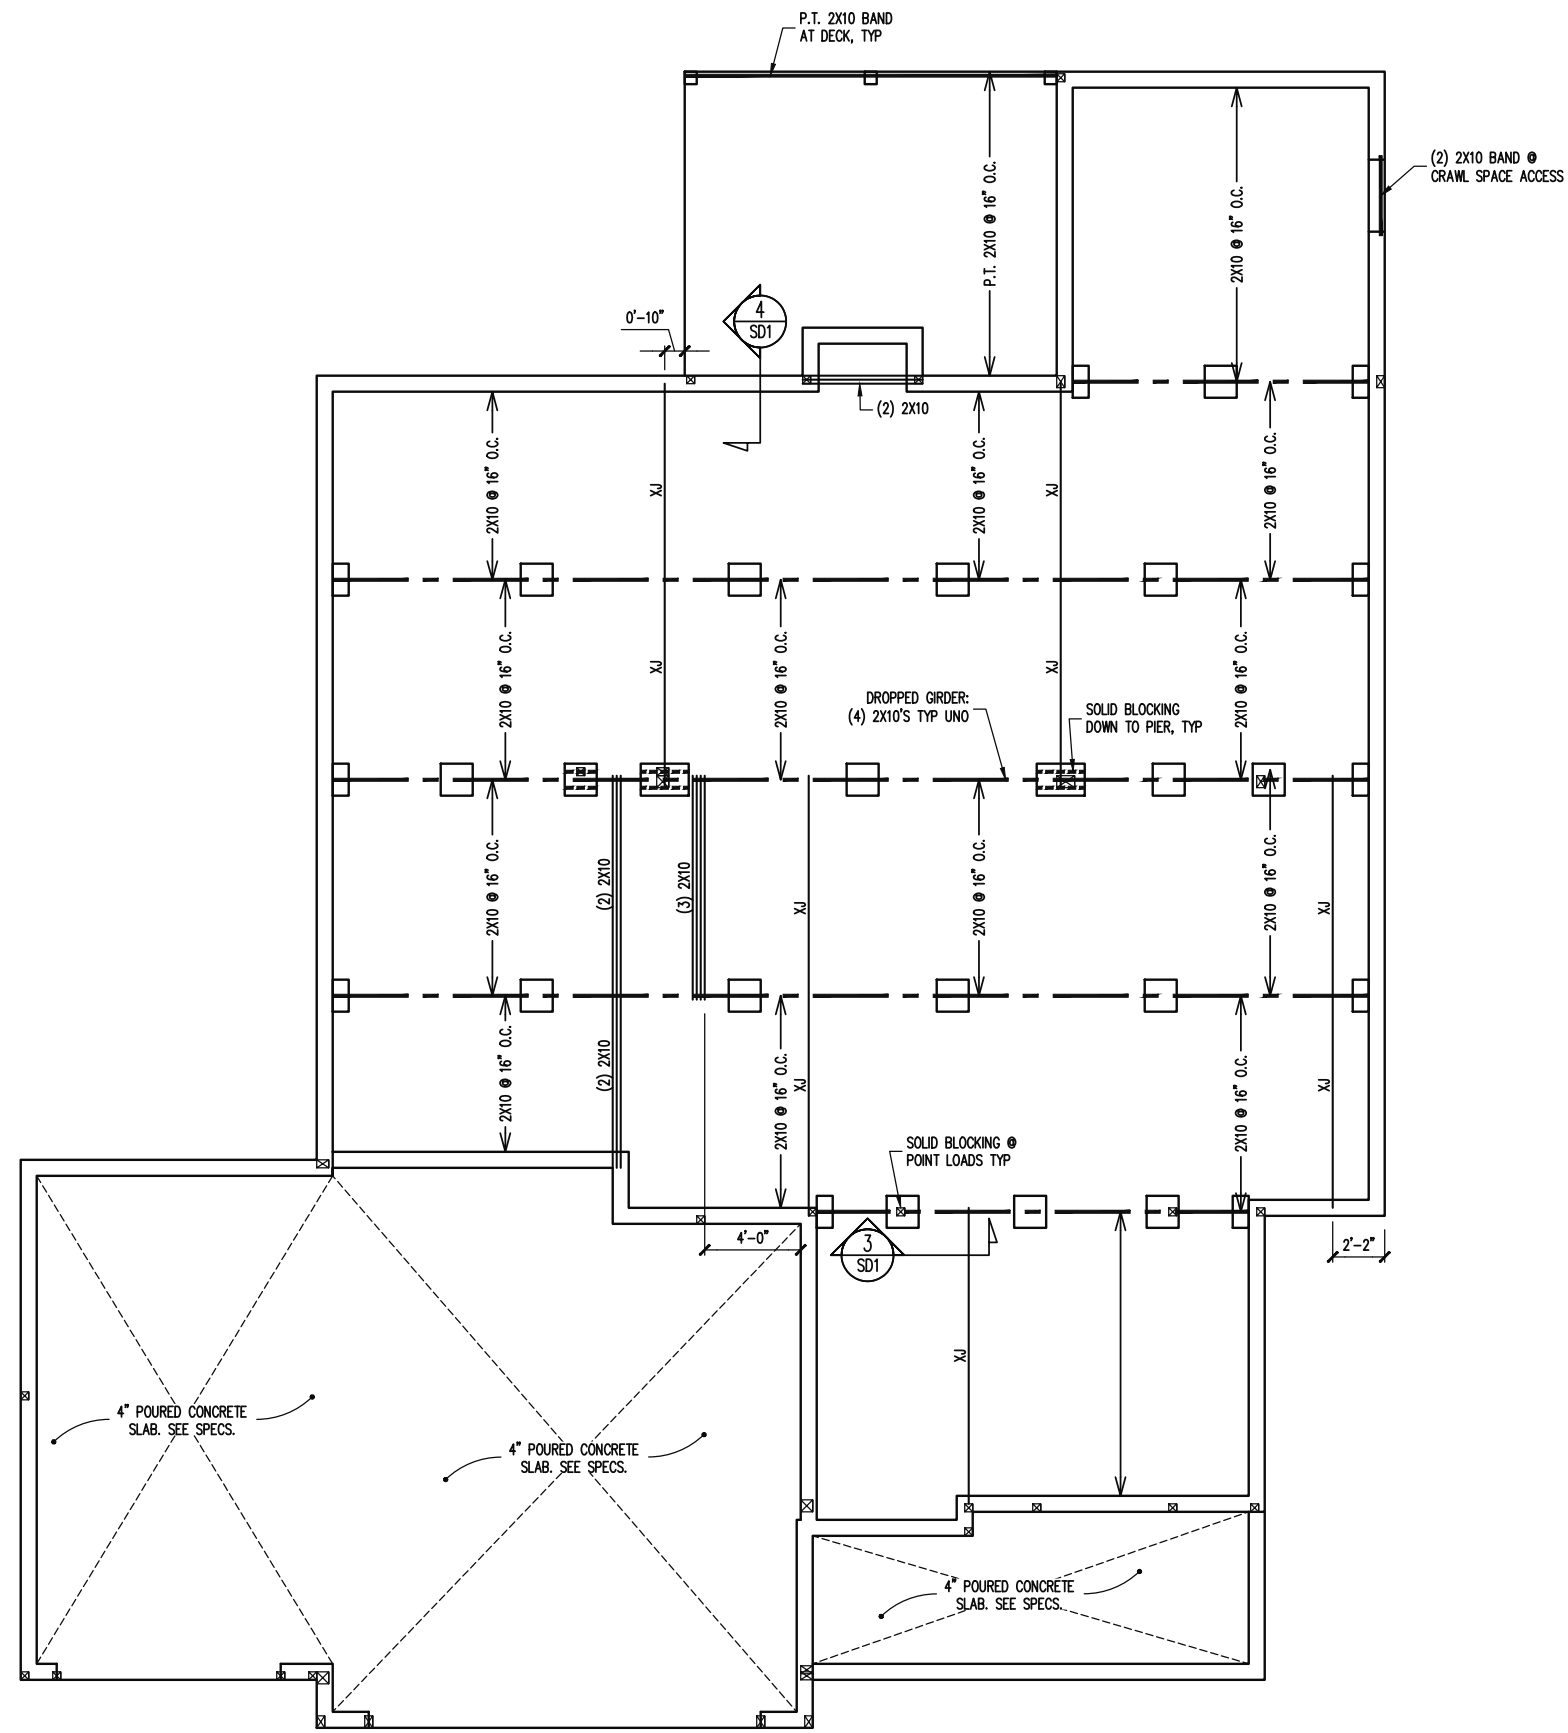 P.T. 2X10 BAND
AT DECK, TYP
(2) 2X10 BAND @
CRAWL SPACE ACCESS
P.T. 2X10 @ 16" O.C.
2X10 @ 16" O.C.
0'-10"
4
SD1
(2) 2X10
2X10 @ 16" O.C.
XJ
2X10 @ 16" O.C.
XJ
2X10 @ 16" O.C.
2X10 @ 16" O.C.
XJ
2X10 @ 16" O.C.
XJ
2X10 @ 16" O.C.
DROPPED GIRDER:
(4) 2X10'S TYP UNO
SOLID BLOCKING
DOWN TO PIER, TYP
2X10 @ 16" O.C.
(2) 2X10
(3) 2X10
XJ
2X10 @ 16" O.C.
2X10 @ 16" O.C.
XJ
2X10 @ 16" O.C.
(2) 2X10
2X10 @ 16" O.C.
XJ
2X10 @ 16" O.C.
XJ
SOLID BLOCKING @
POINT LOADS TYP
4'-0"
3
SD1
2'-2"
XJ
4" POURED CONCRETE
SLAB. SEE SPECS.
4" POURED CONCRETE
SLAB. SEE SPECS.
4" POURED CONCRETE
SLAB. SEE SPECS.